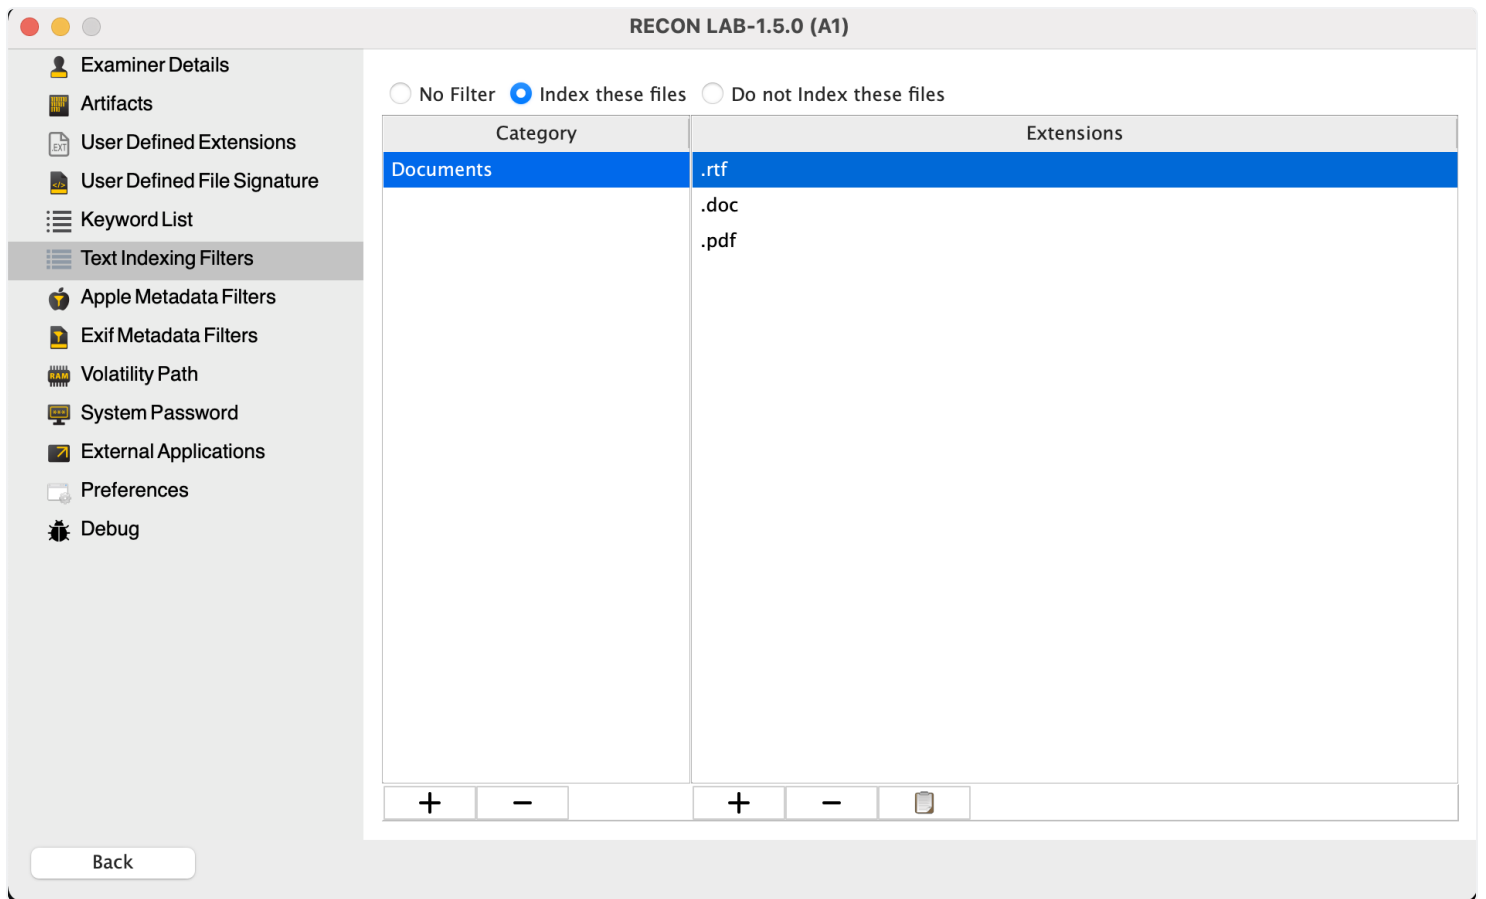 RECON LAB-1.5.0 (A1)
Examiner Details
Artifacts
.EXT
User Defined Extensions
User Defined File Signature
Keyword List
Text Indexing Filters
Apple Metadata Filters
Exif Metadata Filters
RAM
Volatility Path
System Password
External Applications
Preferences
Debug
No Filter Index these files Do not Index these files
Category Extensions
Documents .rtf
.doc
.pdf
+ − + −
Back